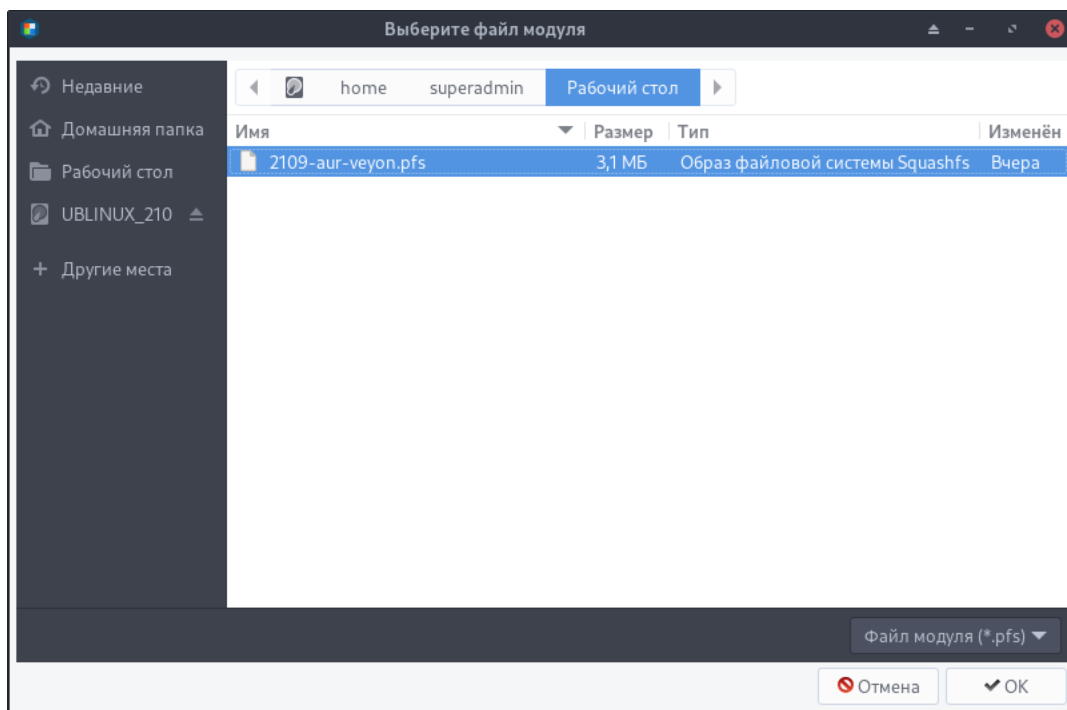 Выберите файл модуля
Недавние
Домашняя папка
Рабочий стол
UBLINUX_210
Другие места
home superadmin Рабочий стол
Имя Размер Тип Изменён
2109-aur-veyon.pfs 3,1 МБ Образ файловой системы Squashfs Вчера
Файл модуля (*.pfs)
Отмена OK